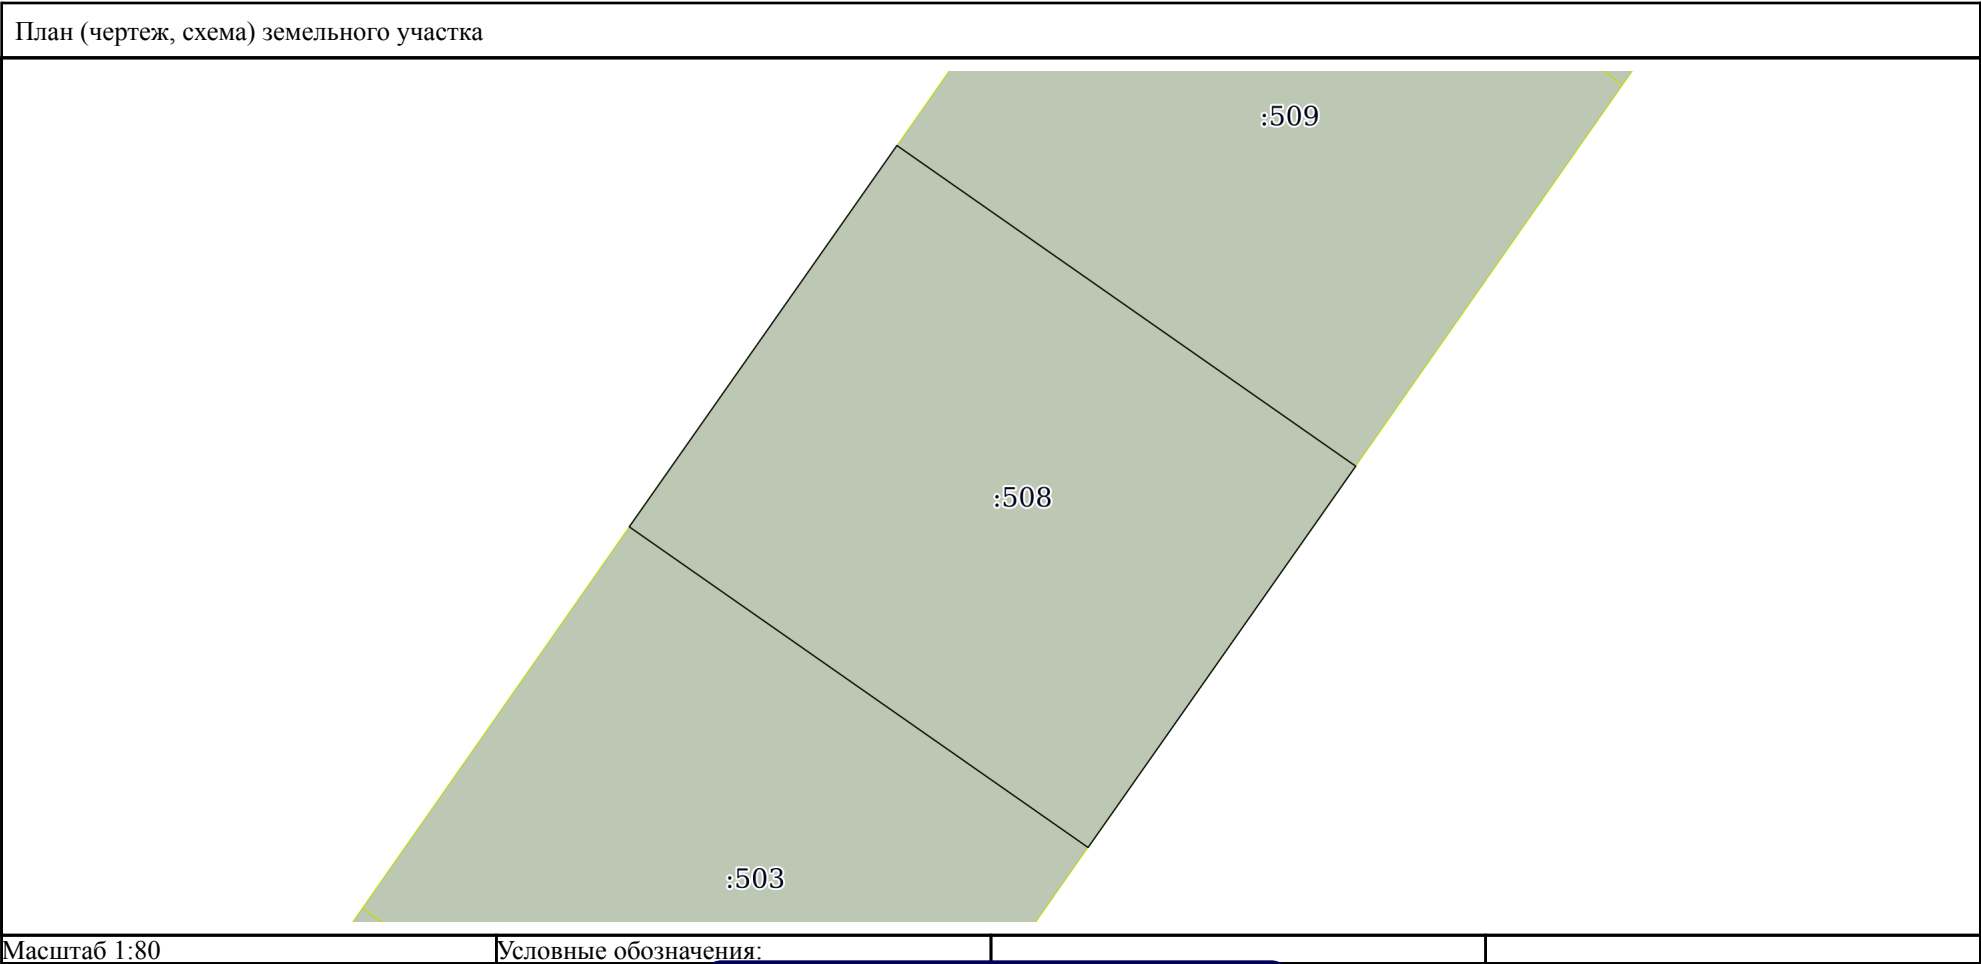 План (чертеж, схема) земельного участка
:509
:508
:503
Масштаб 1:80
Условные обозначения: